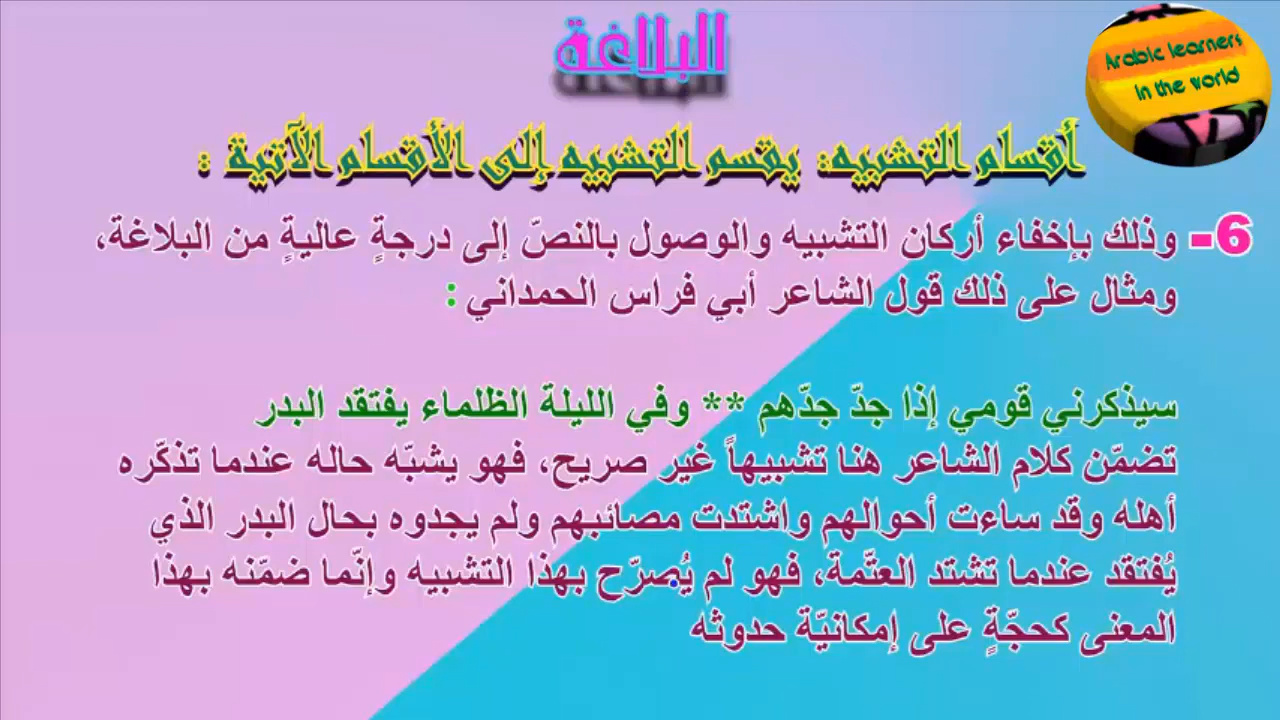 البلاغة
Arabic learners
in the world
أقسام التشبيه: يقسم التشبيه إلى الأقسام الآتية :
6- وذلك بإخفاء أركان التشبيه والوصول بالنصّ إلى درجةٍ عاليةٍ من البلاغة،
ومثال على ذلك قول الشاعر أبي فراس الحمداني :
سيذكرني قومي إذا جدّ جدّهم ** وفي الليلة الظلماء يفتقد البدر
تضمّن كلام الشاعر هنا تشبيهاً غير صريح، فهو يشبّه حاله عندما تذكّره
أهله وقد ساءت أحوالهم واشتدت مصائبهم ولم يجدوه بحال البدر الذي
يُفتقد عندما تشتد العتّمة، فهو لم يُصرّح بهذا التشبيه وإنّما ضمّنه بهذا
المعنى كحجّةٍ على إمكانيّة حدوثه